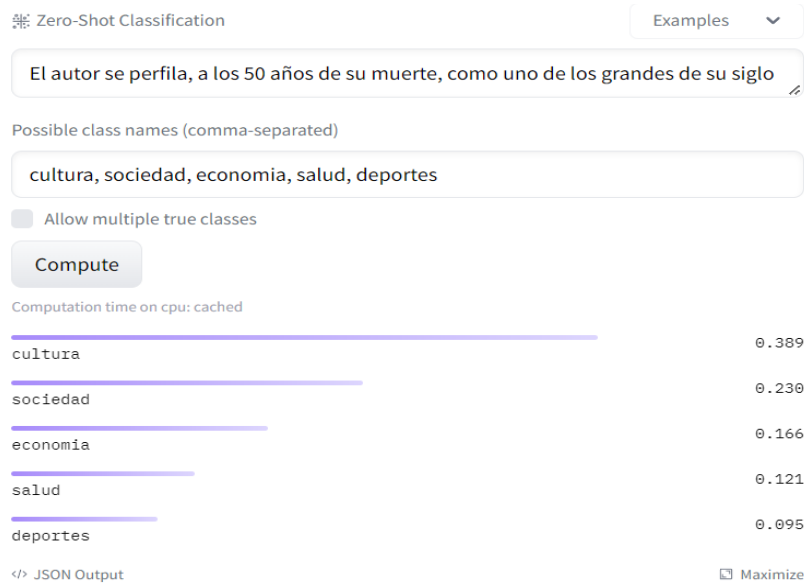 Zero-Shot Classification
Examples
El autor se perfila, a los 50 años de su muerte, como uno de los grandes de su siglo
Possible class names (comma-separated)
cultura, sociedad, economia, salud, deportes
Allow multiple true classes
Compute
Computation time on cpu: cached
cultura 0.389
sociedad 0.230
economia 0.166
salud 0.121
deportes 0.095
</> JSON Output
Maximize